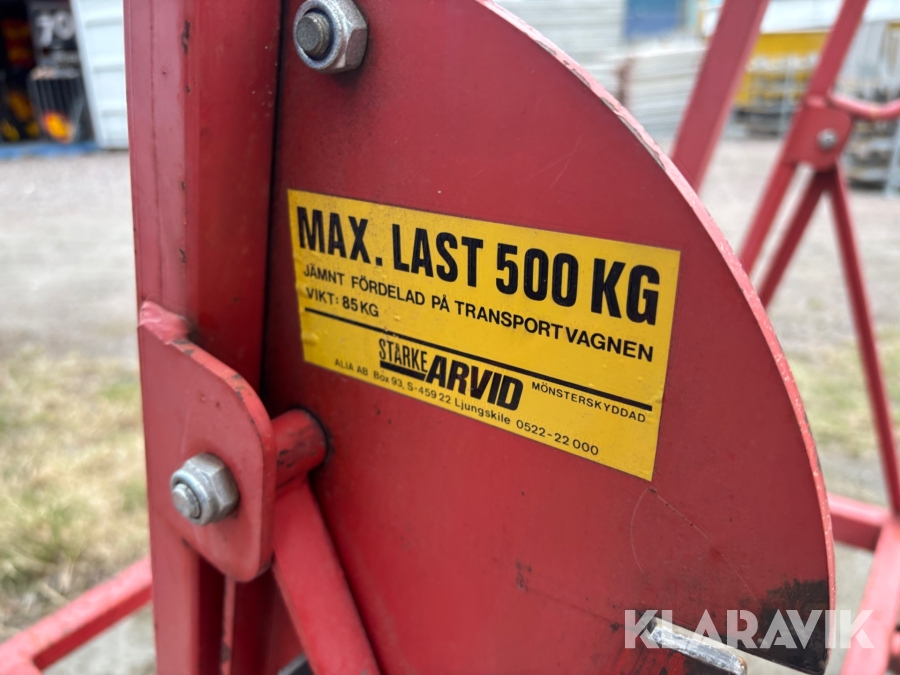 MAX. LAST 500 KG
JÄMNT FÖRDELAD PÅ TRANSPORTVAGNEN
VIKT: 85 KG
STARKE ARVID MÖNSTERSKYDDAD
ALIA AB Box 93, S-459 22 Ljungskile 0522-22 000
KLARAVIK